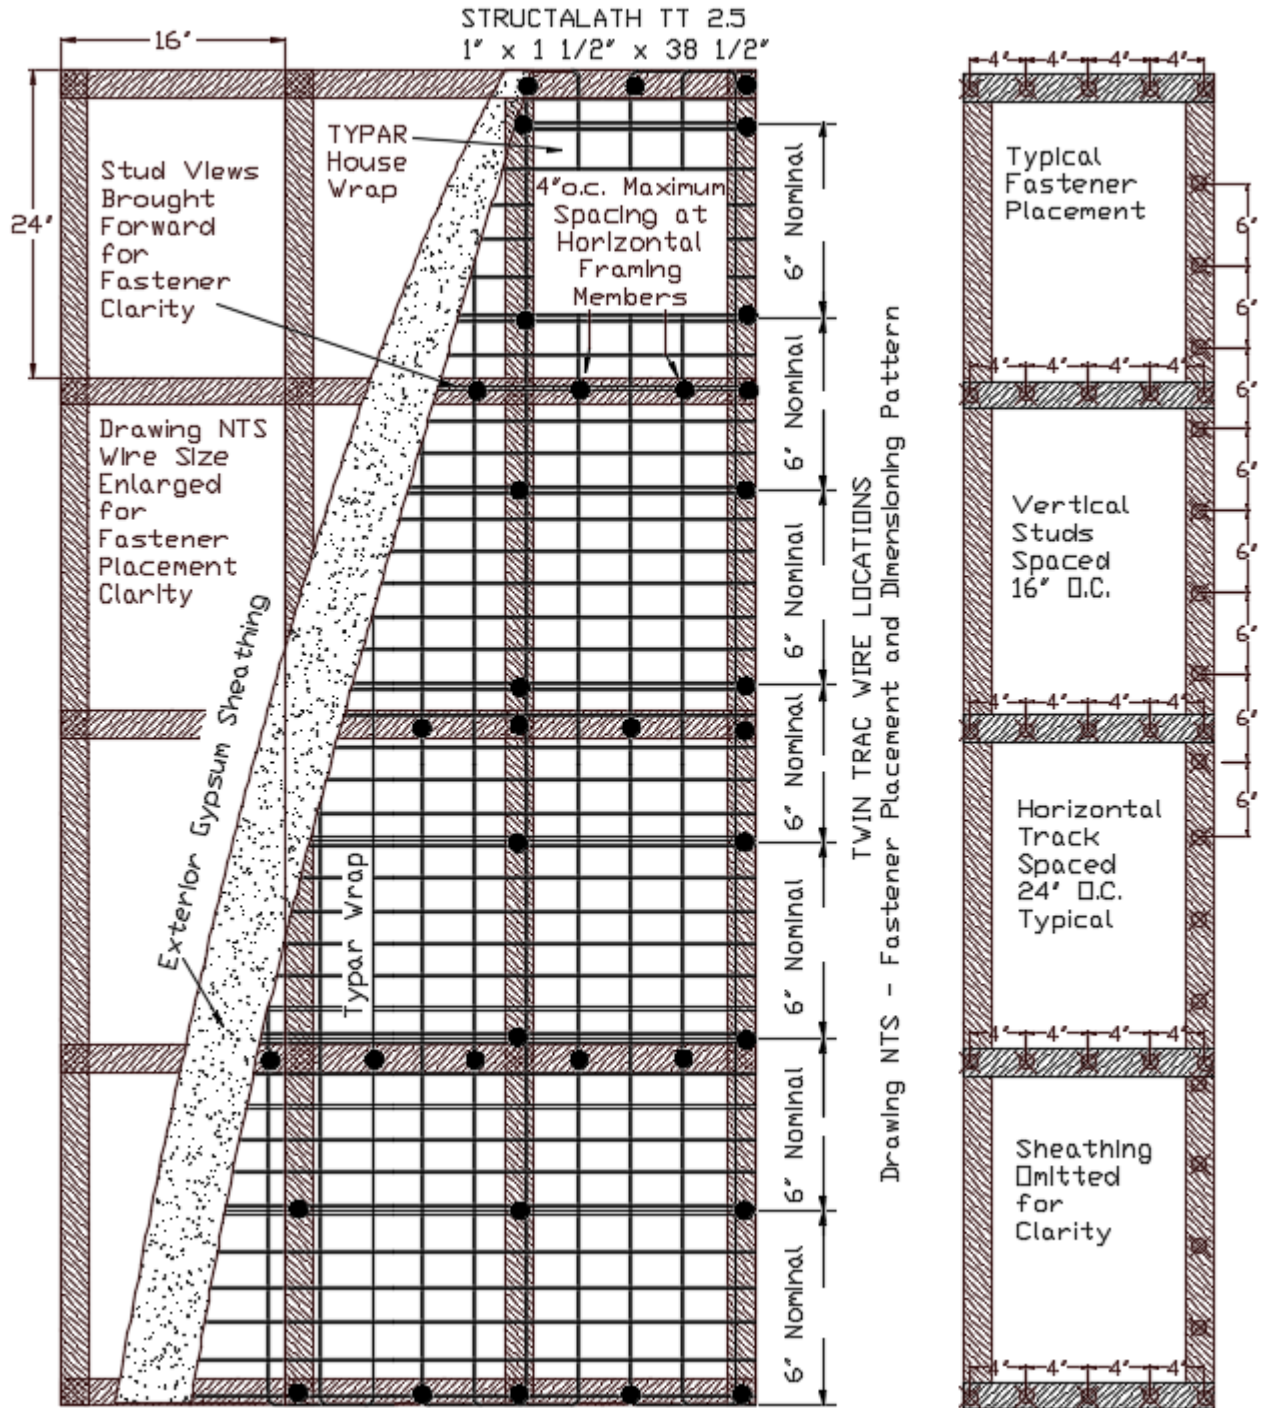 STRUCTALATH TT 2.5
1" x 1 1/2" x 38 1/2"
16"
24"
Stud Views
Brought
Forward
for
Fastener
Clarity
TYPAR
House
Wrap
4"o.c. Maximum
Spacing at
Horizontal
Framing
Members
Drawing NTS
Wire Size
Enlarged
for
Fastener
Placement
Clarity
Exterior Gypsum Sheathing
Typar Wrap
6" Nominal
6" Nominal
6" Nominal
6" Nominal
6" Nominal
6" Nominal
6" Nominal
TWIN TRAC WIRE LOCATIONS
Drawing NTS - Fastener Placement and Dimensioning Pattern
4" 4" 4" 4"
Typical
Fastener
Placement
6"
6"
6"
4" 4" 4" 4"
6"
Vertical
Studs
Spaced
16" O.C.
6"
6"
4" 4" 4" 4"
6"
6"
Horizontal
Track
Spaced
24" O.C.
Typical
4" 4" 4" 4"
Sheathing
Omitted
for
Clarity
4" 4" 4" 4"